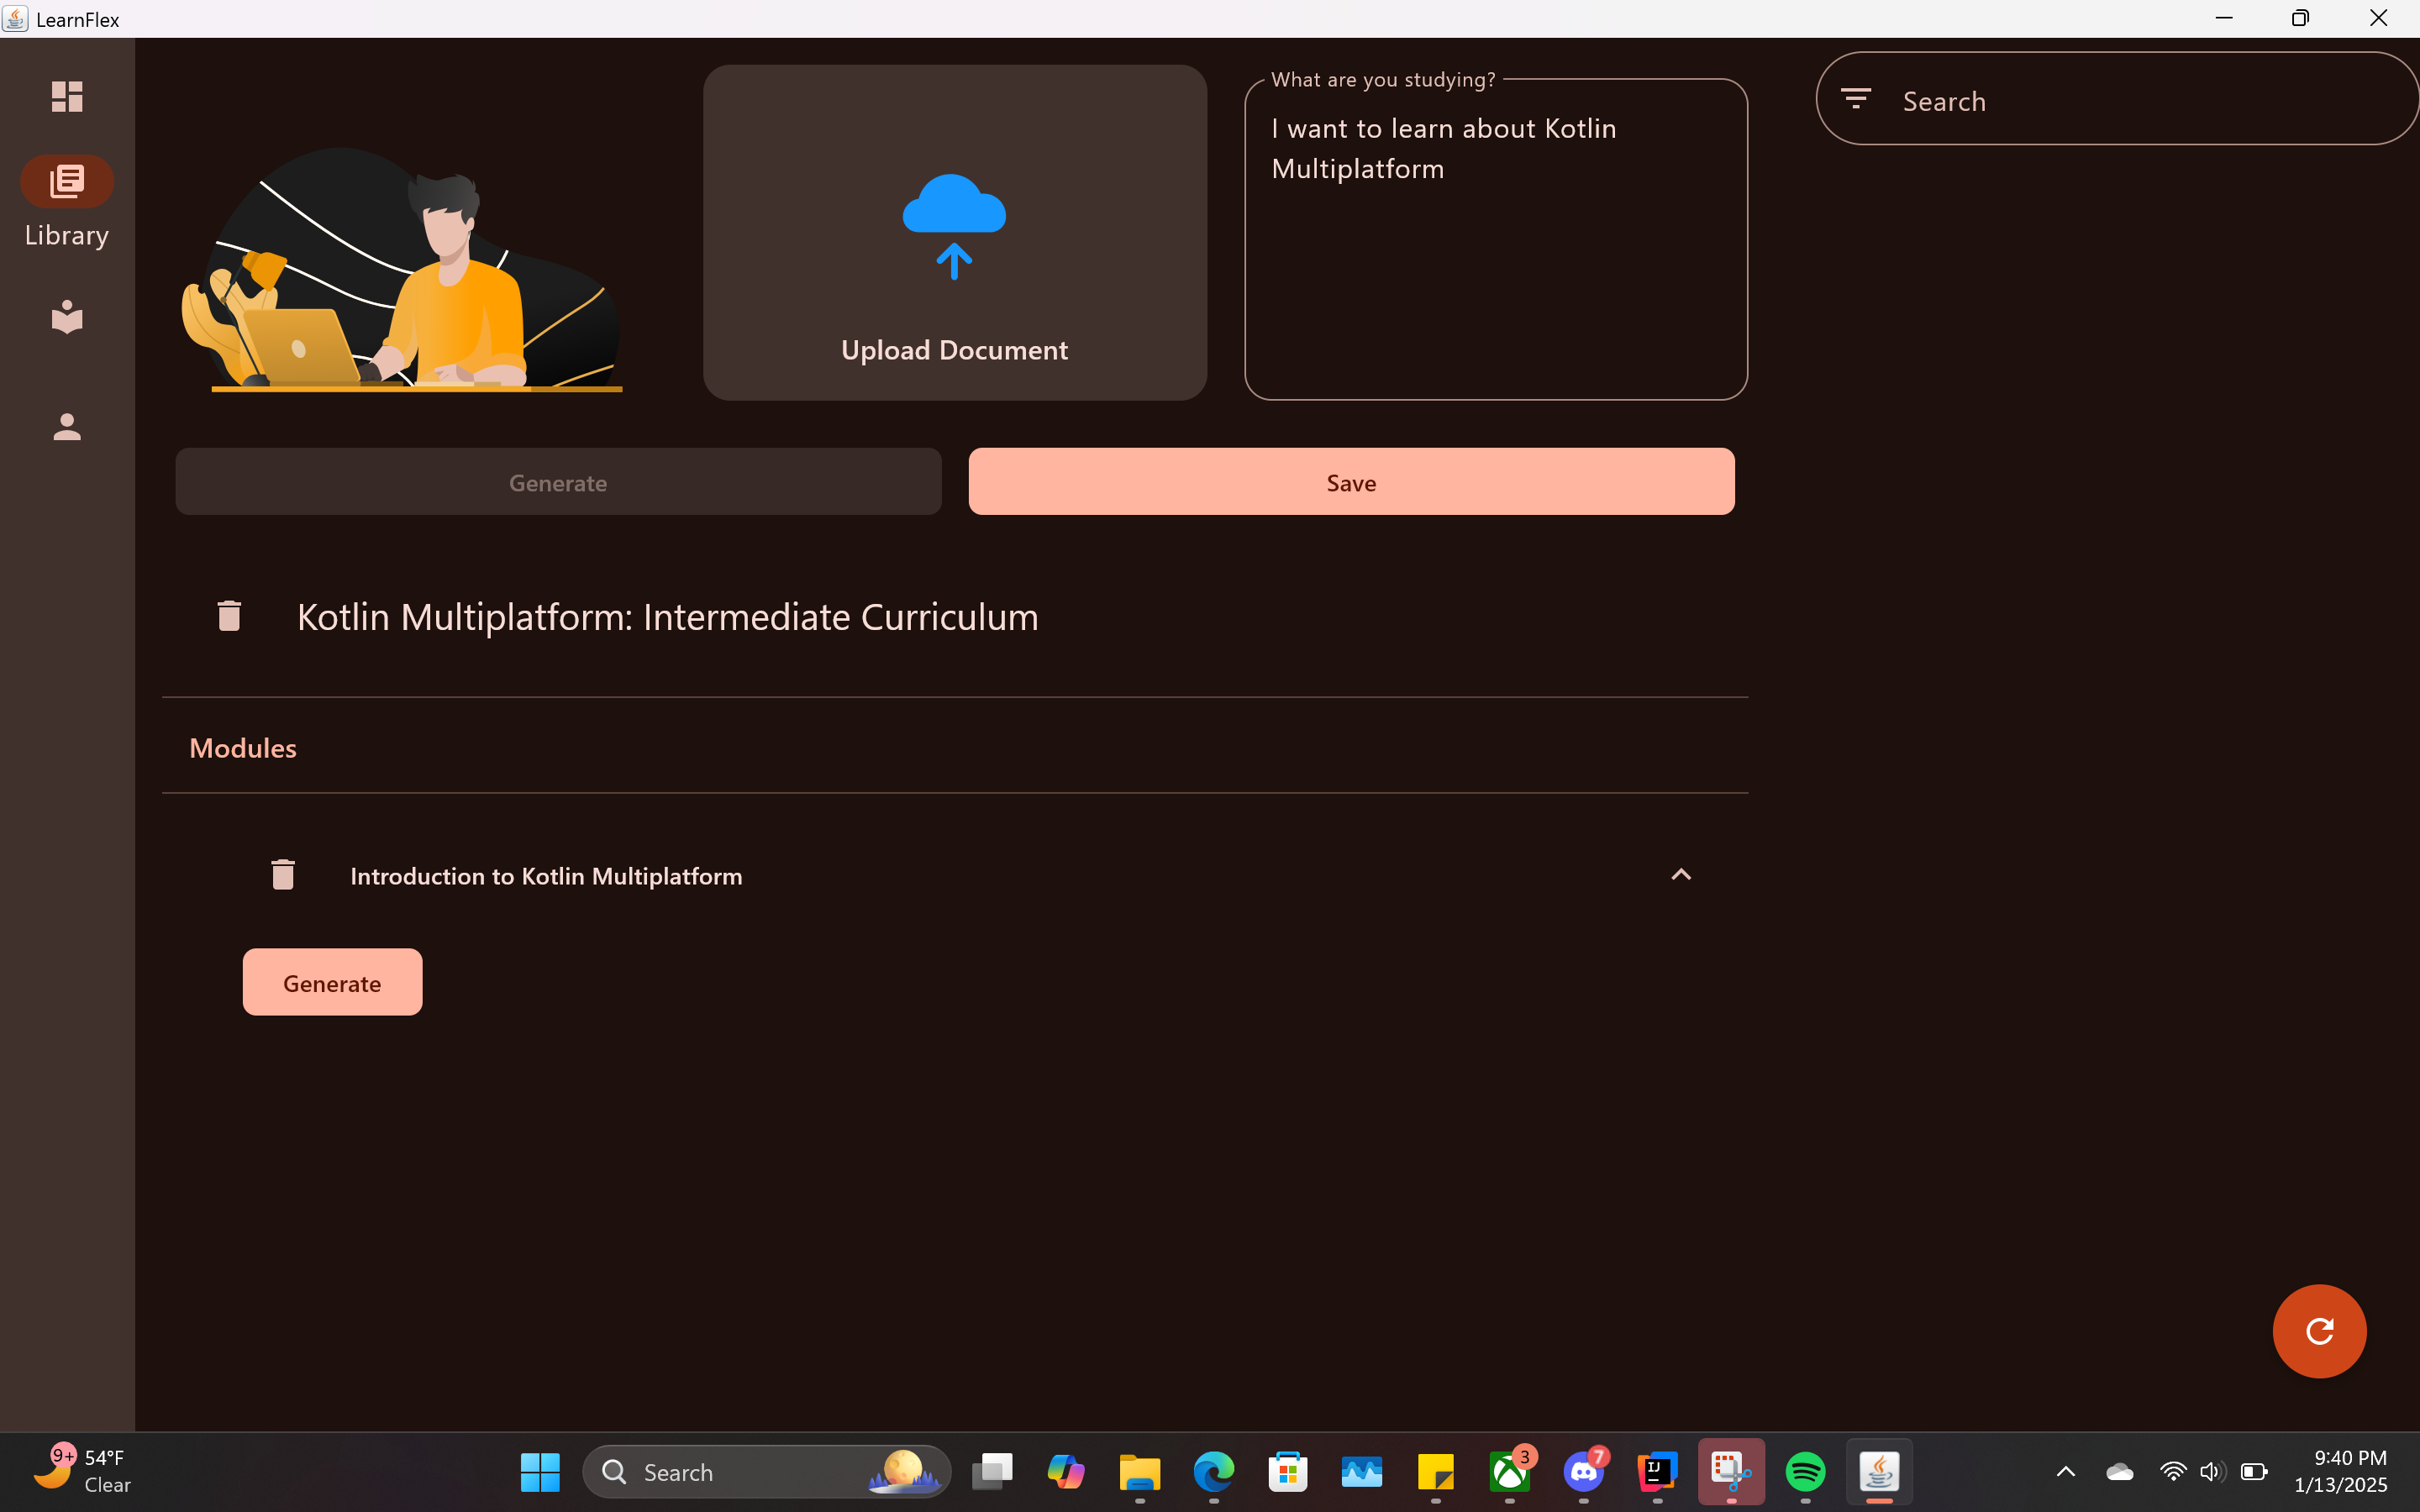 LearnFlex
Library
Upload Document
What are you studying?
I want to learn about Kotlin
Multiplatform
Search
Generate
Save
Kotlin Multiplatform: Intermediate Curriculum
Modules
Introduction to Kotlin Multiplatform
Generate
9+
54°F
Clear
Search
3
7
IJ
9:40 PM
1/13/2025